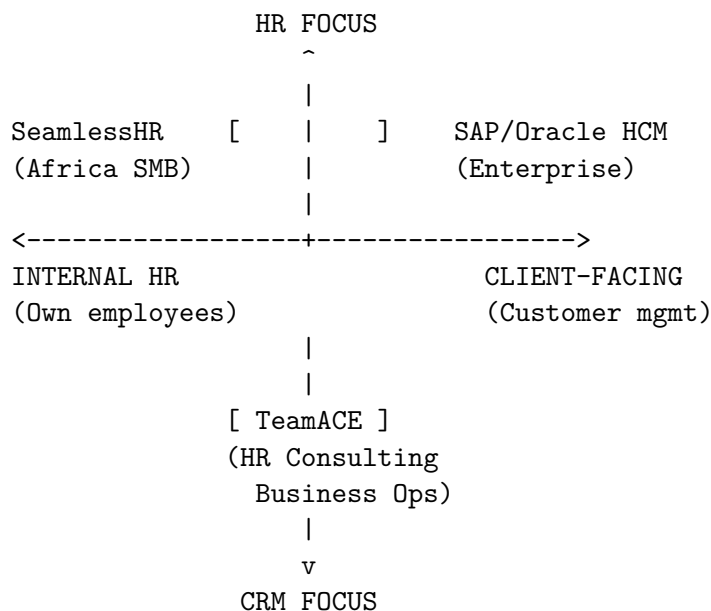 HR FOCUS
^
|
SeamlessHR [ | ] SAP/Oracle HCM
(Africa SMB) | (Enterprise)
|
<------------------+----------------->
INTERNAL HR CLIENT-FACING
(Own employees) (Customer mgmt)
|
|
[ TeamACE ]
(HR Consulting
Business Ops)
|
v
CRM FOCUS